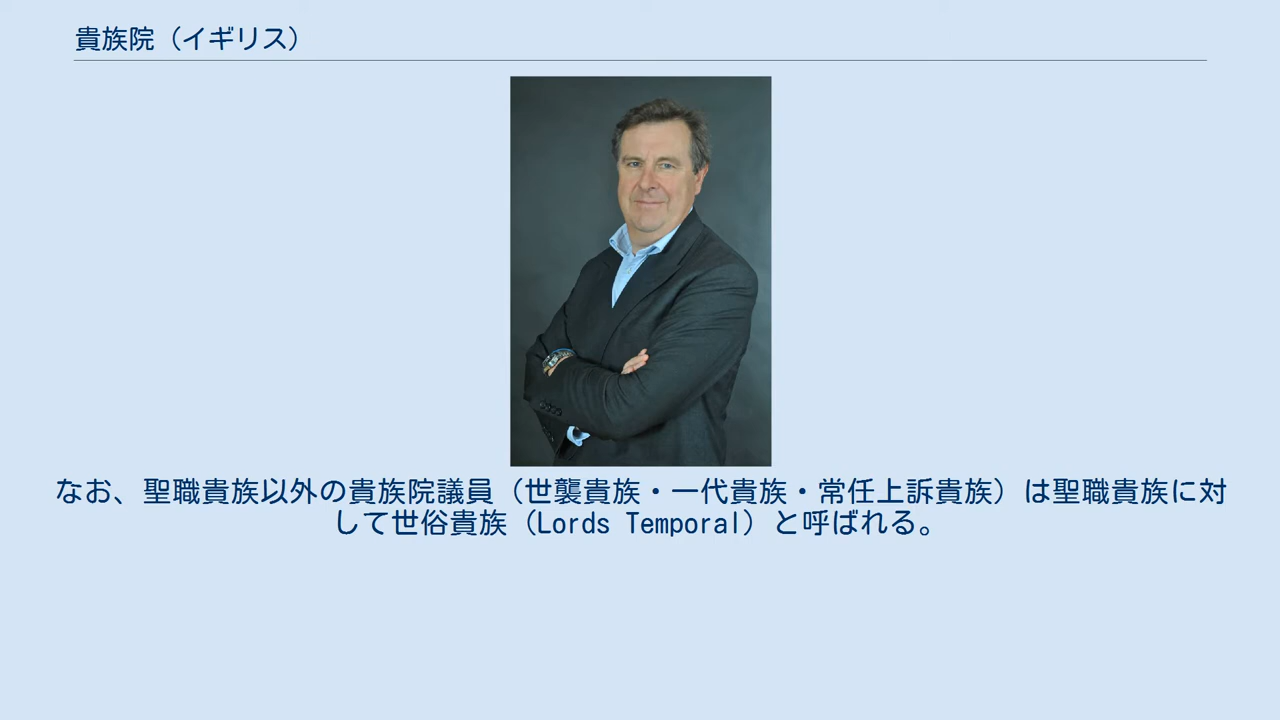 貴族院（イギリス）
なお、聖職貴族以外の貴族院議員（世襲貴族・一代貴族・常任上訴貴族）は聖職貴族に対
して世俗貴族（Lords Temporal）と呼ばれる。